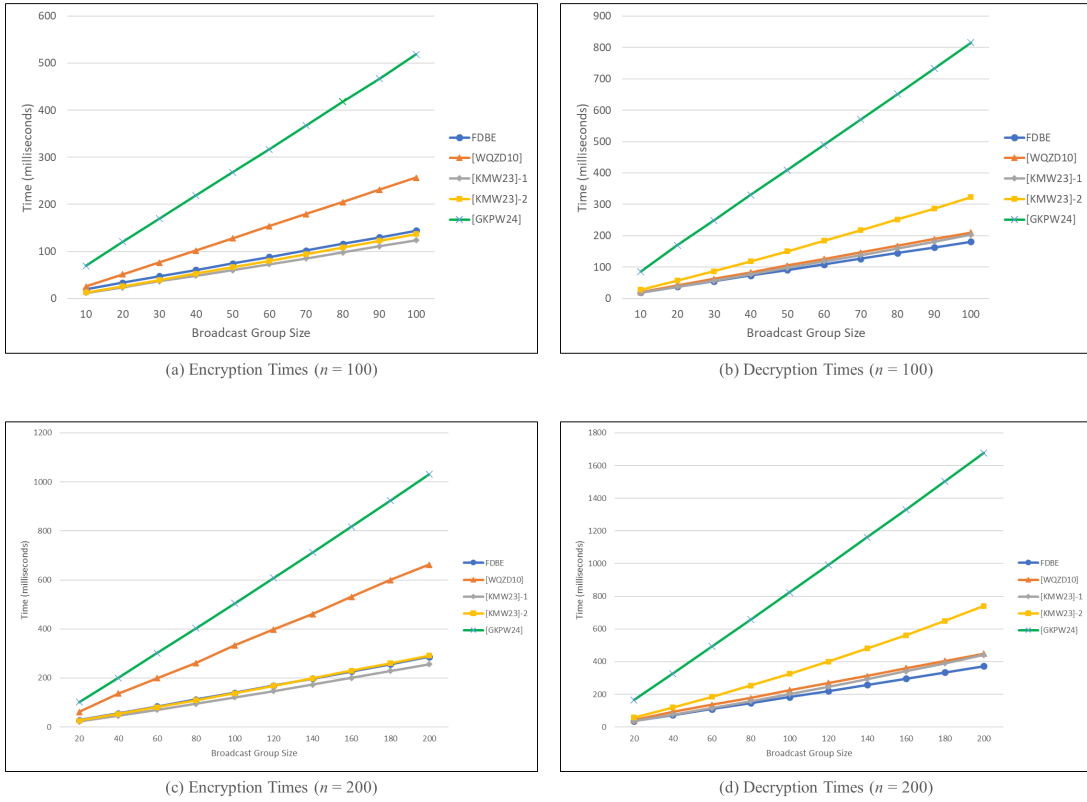 600
500
400
300
200
100
0
Time (milliseconds)
10 20 30 40 50 60 70 80 90 100
Broadcast Group Size
FDBE
[WQZD10]
[KMW23]-1
[KMW23]-2
[GKPW24]
(a) Encryption Times (n = 100)
900
800
700
600
500
400
300
200
100
0
Time (milliseconds)
10 20 30 40 50 60 70 80 90 100
Broadcast Group Size
FDBE
[WQZD10]
[KMW23]-1
[KMW23]-2
[GKPW24]
(b) Decryption Times (n = 100)
1200
1000
800
600
400
200
0
Time (milliseconds)
20 40 60 80 100 120 140 160 180 200
Broadcast Group Size
FDBE
[WQZD10]
[KMW23]-1
[KMW23]-2
[GKPW24]
(c) Encryption Times (n = 200)
1800
1600
1400
1200
1000
800
600
400
200
0
Time (milliseconds)
20 40 60 80 100 120 140 160 180 200
Broadcast Group Size
FDBE
[WQZD10]
[KMW23]-1
[KMW23]-2
[GKPW24]
(d) Decryption Times (n = 200)